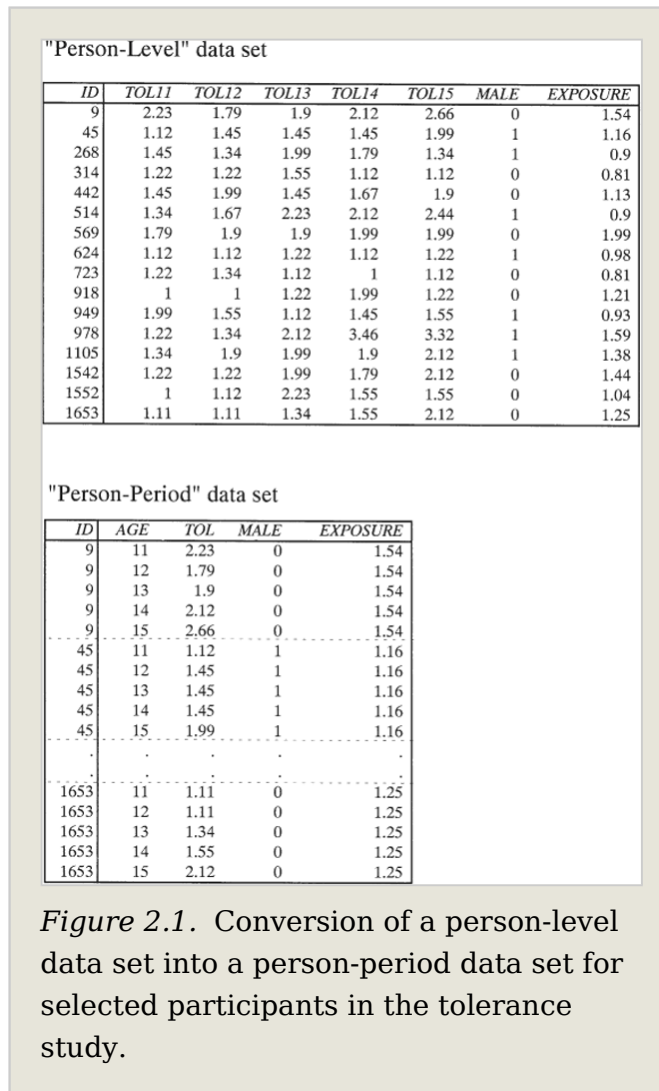 "Person-Level" data set
ID TOL11 TOL12 TOL13 TOL14 TOL15 MALE EXPOSURE
9 2.23 1.79 1.9 2.12 2.66 0 1.54
45 1.12 1.45 1.45 1.45 1.99 1 1.16
268 1.45 1.34 1.99 1.79 1.34 1 0.9
314 1.22 1.22 1.55 1.12 1.12 0 0.81
442 1.45 1.99 1.45 1.67 1.9 0 1.13
514 1.34 1.67 2.23 2.12 2.44 1 0.9
569 1.79 1.9 1.9 1.99 1.99 0 1.99
624 1.12 1.12 1.22 1.12 1.22 1 0.98
723 1.22 1.34 1.12 1 1.12 0 0.81
918 1 1 1.22 1.99 1.22 0 1.21
949 1.99 1.55 1.12 1.45 1.55 1 0.93
978 1.22 1.34 2.12 3.46 3.32 1 1.59
1105 1.34 1.9 1.99 1.9 2.12 1 1.38
1542 1.22 1.22 1.99 1.79 2.12 0 1.44
1552 1 1.12 2.23 1.55 1.55 0 1.04
1653 1.11 1.11 1.34 1.55 2.12 0 1.25
"Person-Period" data set
ID AGE TOL MALE EXPOSURE
9 11 2.23 0 1.54
9 12 1.79 0 1.54
9 13 1.9 0 1.54
9 14 2.12 0 1.54
9 15 2.66 0 1.54
45 11 1.12 1 1.16
45 12 1.45 1 1.16
45 13 1.45 1 1.16
45 14 1.45 1 1.16
45 15 1.99 1 1.16
. . . . .
. . . . .
1653 11 1.11 0 1.25
1653 12 1.11 0 1.25
1653 13 1.34 0 1.25
1653 14 1.55 0 1.25
1653 15 2.12 0 1.25
Figure 2.1. Conversion of a person-level
data set into a person-period data set for
selected participants in the tolerance
study.